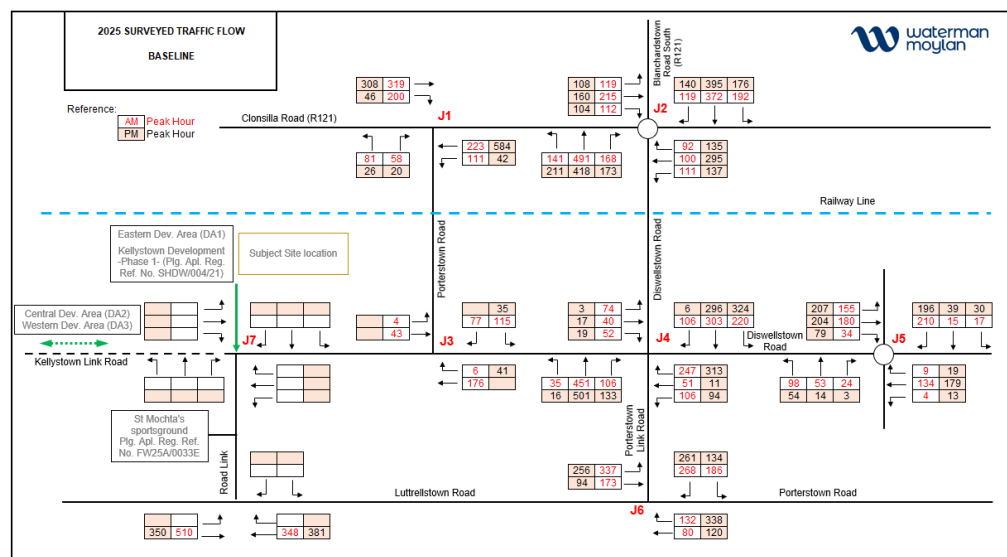 2025 SURVEYED TRAFFIC FLOW
BASELINE
waterman
moylan
Blanchardstown
Road South
(R121)
Reference:
AM Peak Hour
PM Peak Hour
308 319
46 200
108 119
160 215
104 112
140 395 176
119 372 192
J1
J2
Clonsilla Road (R121)
81 58
26 20
223 584
111 42
141 491 168
211 418 173
92 135
100 295
111 137
Railway Line
Eastern Dev. Area (DA1)
Kellystown Development
-Phase 1- (Plg. Apl. Reg.
Ref. No. SHDW/004/21)
Subject Site location
Porterstown Road
Diswellstown Road
Central Dev. Area (DA2)
Western Dev. Area (DA3)
4
43
35
77 115
3 74
17 40
19 52
6 296 324
106 303 220
207 155
204 180
79 34
196 39 30
210 15 17
J7
J3
J4
Diswellstown
Road
J5
Kellystown Link Road
6 41
176
35 451 106
16 501 133
247 313
51 11
106 94
98 53 24
54 14 3
9 19
134 179
4 13
St Mochta's
sportsground
Plg. Apl. Reg. Ref.
No. FW25A/0033E
Road Link
Porterstown
Link Road
256 337
94 173
261 134
268 186
Luttrellstown Road
Porterstown Road
J6
350 510
348 381
132 338
80 120